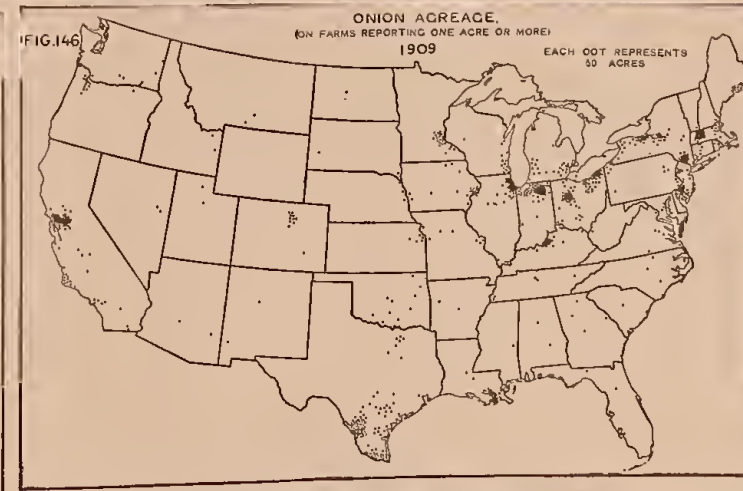 FIG.146
ONION ACREAGE,
(ON FARMS REPORTING ONE ACRE OR MORE)
1909
EACH DOT REPRESENTS
50 ACRES